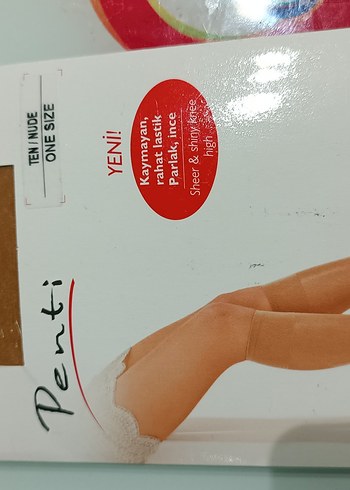 TEN / NUDE
ONE SIZE
YENİ!
Kaymayan,
rahat lastik
Parlak, ince
Sheer & shiny knee
high
Penti